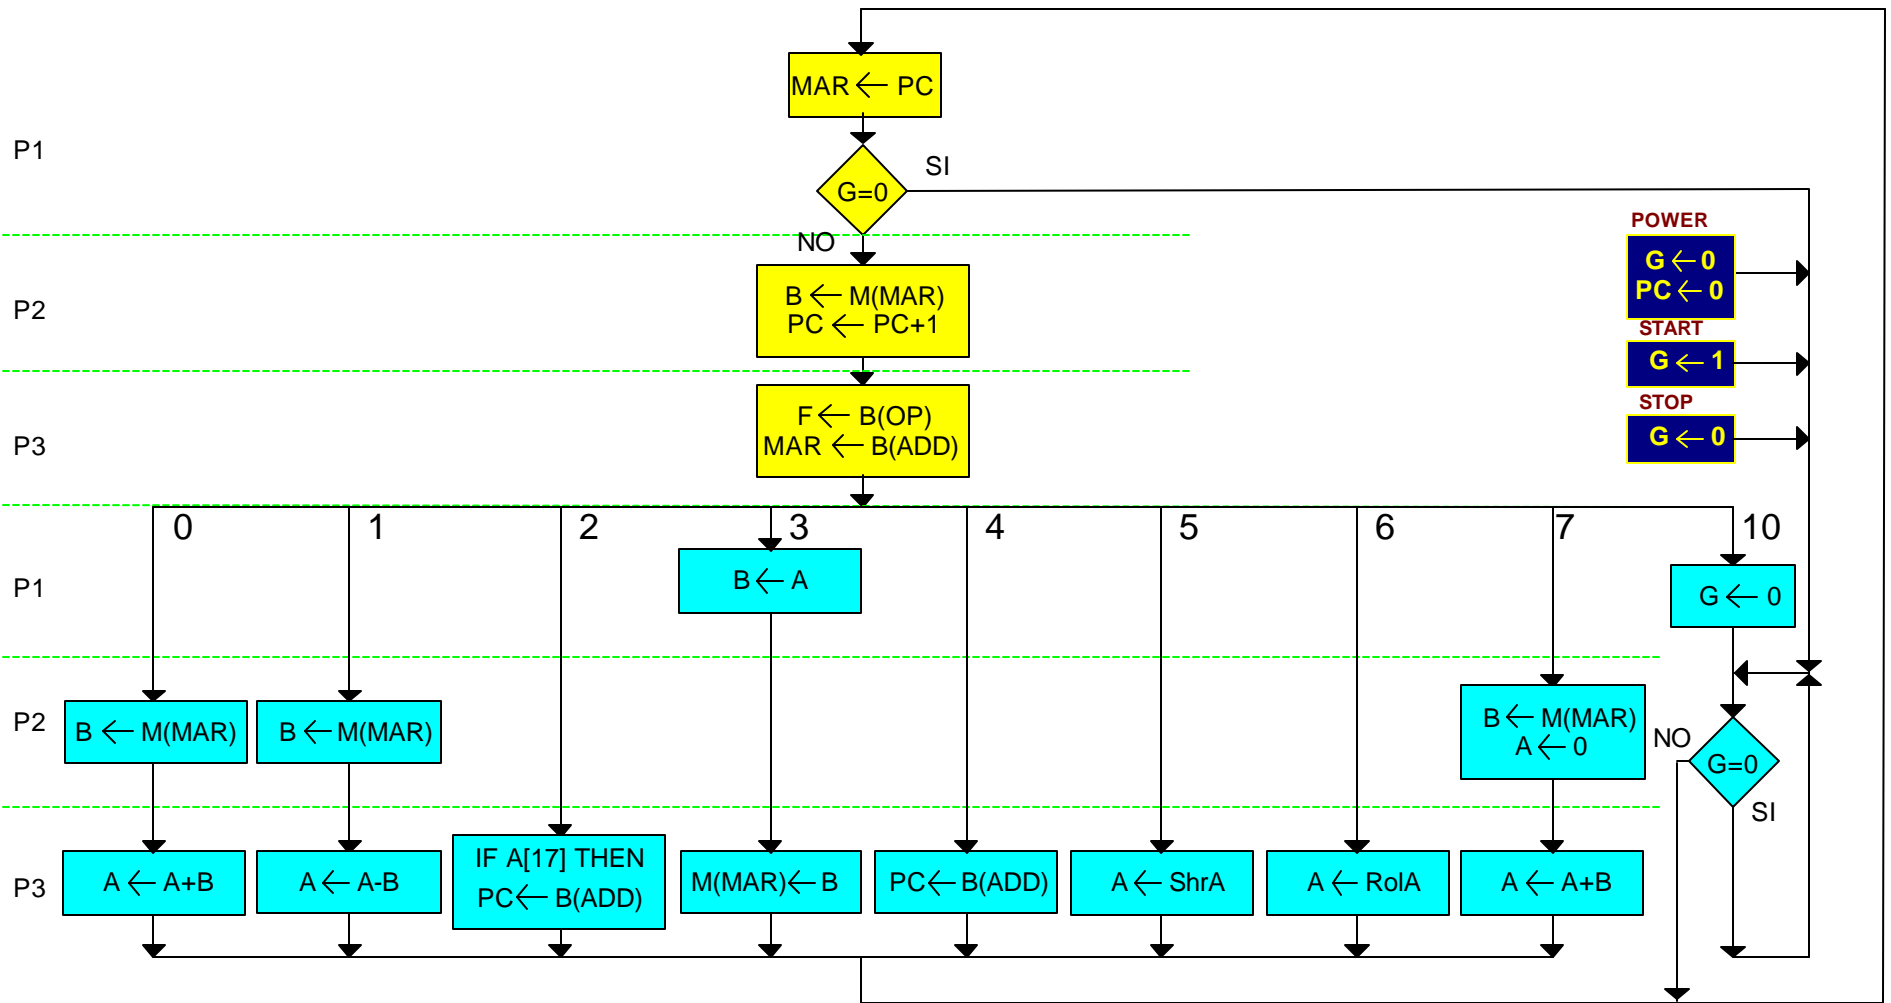 MAR ← PC
P1
SI
G=0
NO
POWER
G ← 0
PC ← 0
P2
B ← M(MAR)
PC ← PC+1
START
G ← 1
STOP
G ← 0
P3
F ← B(OP)
MAR ← B(ADD)
0 1 2 3 4 5 6 7 10
P1
B ← A
G ← 0
P2
B ← M(MAR)
B ← M(MAR)
B ← M(MAR)
A ← 0
NO
G=0
SI
P3
A ← A+B
A ← A-B
IF A[17] THEN
PC ← B(ADD)
M(MAR) ← B
PC ← B(ADD)
A ← ShrA
A ← RolA
A ← A+B